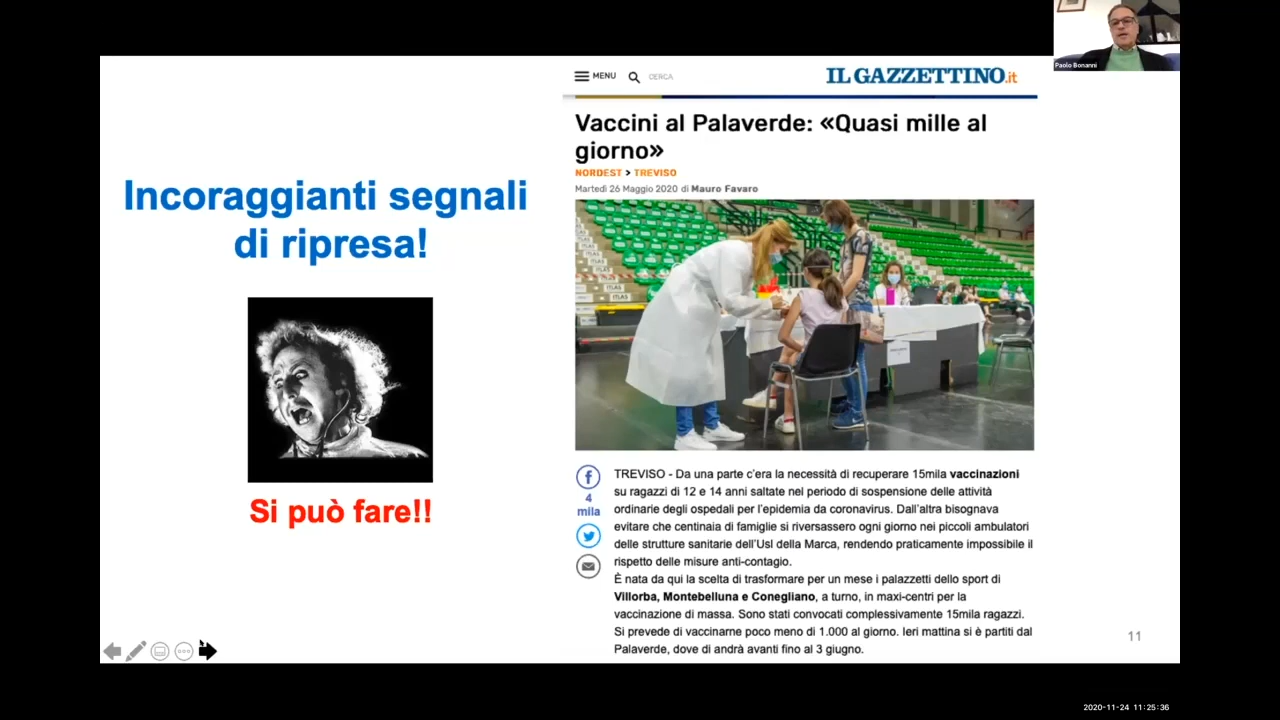 Paolo Bonanni
MENU
CERCA
IL GAZZETTINO.it
Vaccini al Palaverde: «Quasi mille al
giorno»
NORDEST > TREVISO
Martedì 26 Maggio 2020 di Mauro Favaro
Incoraggianti segnali
di ripresa!
Si può fare!!
4
mila
TREVISO - Da una parte c'era la necessità di recuperare 15mila vaccinazioni
su ragazzi di 12 e 14 anni saltate nel periodo di sospensione delle attività
ordinarie degli ospedali per l'epidemia da coronavirus. Dall'altra bisognava
evitare che centinaia di famiglie si riversassero ogni giorno nei piccoli ambulatori
delle strutture sanitarie dell'Usl della Marca, rendendo praticamente impossibile il
rispetto delle misure anti-contagio.
È nata da qui la scelta di trasformare per un mese i palazzetti dello sport di
Villorba, Montebelluna e Conegliano, a turno, in maxi-centri per la
vaccinazione di massa. Sono stati convocati complessivamente 15mila ragazzi.
Si prevede di vaccinarne poco meno di 1.000 al giorno. Ieri mattina si è partiti dal
Palaverde, dove di andrà avanti fino al 3 giugno.
11
2020-11-24 11:25:36